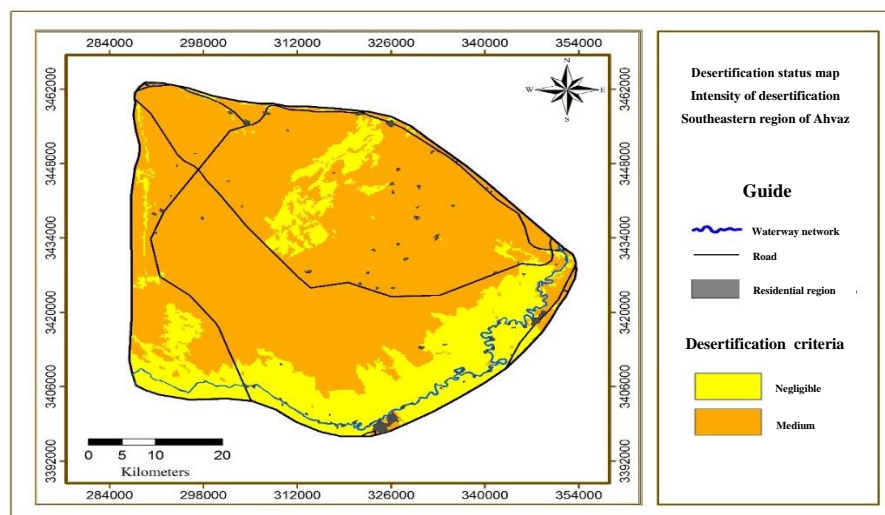 284000 298000 312000 326000 340000 354000
3462000 3462000
3448000 3448000
3434000 3434000
3420000 3420000
3406000 3406000
3392000 3392000
N
W E
S
0 5 10 20
Kilometers
284000 298000 312000 326000 340000 354000
Desertification status map
Intensity of desertification
Southeastern region of Ahvaz
Guide
Waterway network
Road
Residential region
Desertification criteria
Negligible
Medium